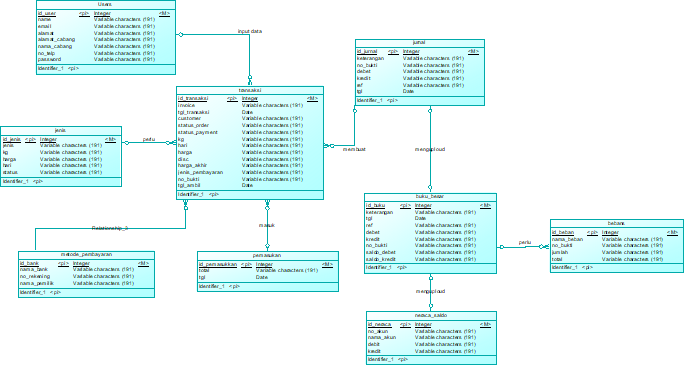 Users
id_user <pi> Integer <M>
name Variable characters (191)
email Variable characters (191)
alamat Variable characters (191)
alamat_cabang Variable characters (191)
nama_cabang Variable characters (191)
no_telp Variable characters (191)
password Variable characters (191)
Identifier_1 <pi>
input data
jurnal
id_jurnal <pi> Integer <M>
keterangan Variable characters (191)
no_bukti Variable characters (191)
debet Variable characters (191)
kredit Variable characters (191)
ref Variable characters (191)
tgl Date
Identifier_1 <pi>
transaksi
id_transaksi <pi> Integer <M>
invoice Variable characters (191)
tgl_transaksi Date
customer Variable characters (191)
status_order Variable characters (191)
status_payment Variable characters (191)
kg Variable characters (191)
hari Variable characters (191)
harga Variable characters (191)
disc Variable characters (191)
harga_akhir Variable characters (191)
jenis_pembayaran Variable characters (191)
no_bukti Variable characters (191)
tgl_ambil Date
Identifier_1 <pi>
jenis
id_jenis <pi> Integer <M>
jenis Variable characters (191)
kg Variable characters (191)
harga Variable characters (191)
hari Variable characters (191)
status Variable characters (191)
Identifier_1 <pi>
perlu
membuat
mengupload
buku_besar
id_buku <pi> Integer <M>
keterangan Variable characters (191)
tgl Date
ref Variable characters (191)
debet Variable characters (191)
kredit Variable characters (191)
no_bukti Variable characters (191)
saldo_debet Variable characters (191)
saldo_kredit Variable characters (191)
Identifier_1 <pi>
perlu
beban
id_beban <pi> Integer <M>
nama_beban Variable characters (191)
no_bukti Variable characters (191)
jumlah Variable characters (191)
total Variable characters (191)
Identifier_1 <pi>
Relationship_3
masuk
metode_pembayaran
id_bank <pi> Integer <M>
nama_bank Variable characters (191)
no_rekening Variable characters (191)
nama_pemilik Variable characters (191)
Identifier_1 <pi>
pemasukan
id_pemasukkan <pi> Integer <M>
total Variable characters (191)
tgl Date
Identifier_1 <pi>
mengupload
neraca_saldo
id_neraca <pi> Integer <M>
no_akun Variable characters (191)
nama_akun Variable characters (191)
debit Variable characters (191)
kredit Variable characters (191)
Identifier_1 <pi>